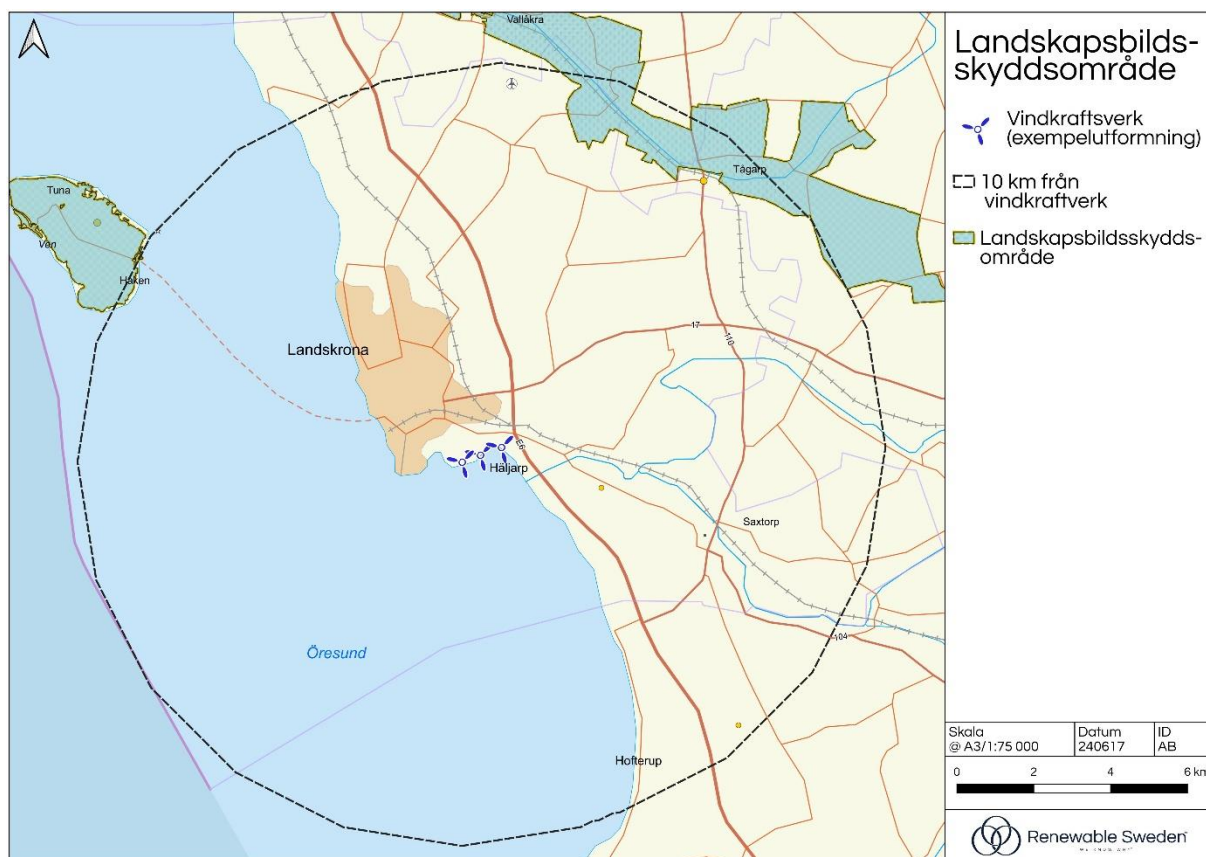 Landskapsbilds-
skyddsområde
Vindkraftsverk
(exempelutformning)
10 km från
vindkraftverk
Landskapsbildsskydds-
område
Vallåkra
Tågarp
Tuna
Ven
Haken
Landskrona
17
110
E6
Häljarp
Saxtorp
Öresund
104
Hofterup
Skala
@ A3/1:75 000
Datum
240617
ID
AB
0 2 4 6 km
Renewable Sweden